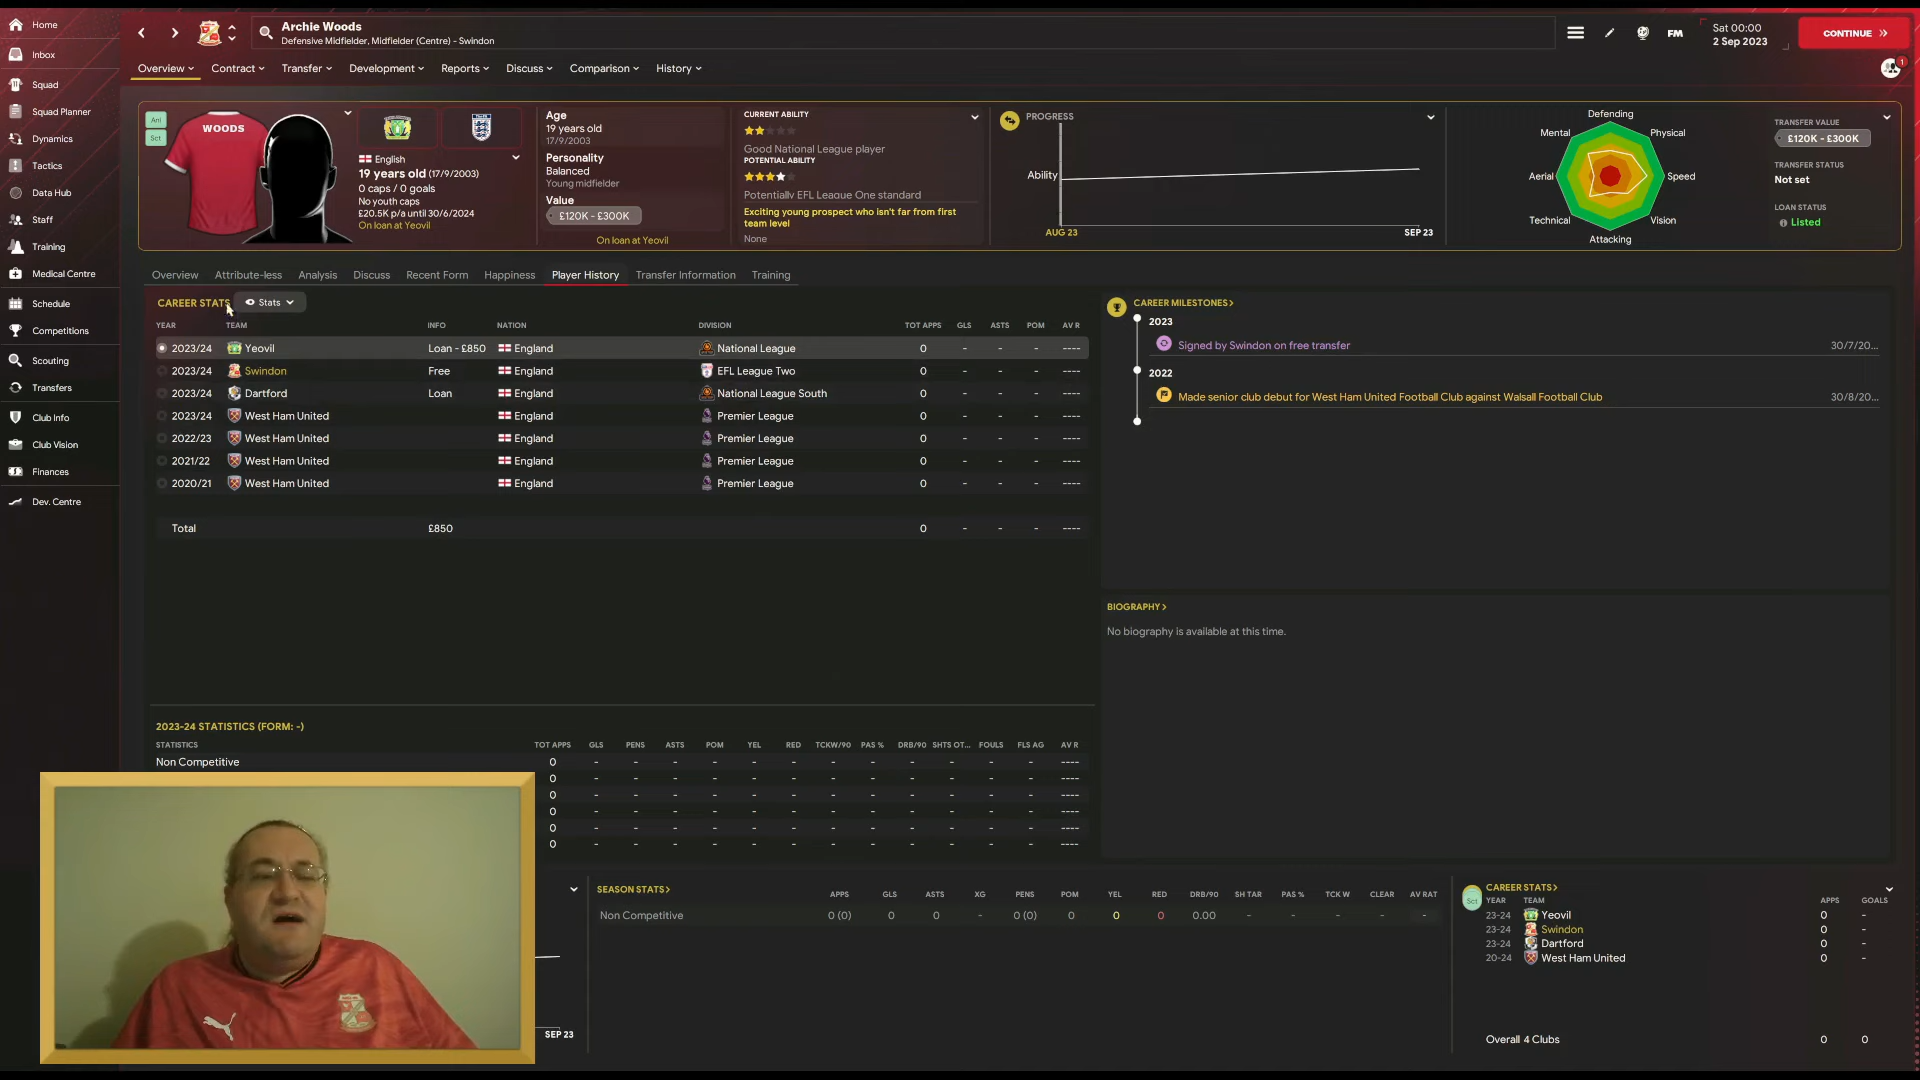 Home
Inbox
Squad
Squad Planner
Dynamics
Tactics
Data Hub
Staff
Training
Medical Centre
Schedule
Competitions
Scouting
Transfers
Club Info
Club Vision
Finances
Dev. Centre
Archie Woods
Defensive Midfielder, Midfielder (Centre) - Swindon
FM
Sat 00:00
2 Sep 2023
CONTINUE
Overview Contract Transfer Development Reports Discuss Comparison History
1
Ani
Sct
WOODS
English
19 years old (17/9/2003)
0 caps / 0 goals
No youth caps
£20.5K p/a until 30/6/2024
On loan at Yeovil
Age
19 years old
17/9/2003
Personality
Balanced
Young midfielder
Value
£120K - £300K
On loan at Yeovil
CURRENT ABILITY
Good National League player
POTENTIAL ABILITY
Potentially EFL League One standard
Exciting young prospect who isn't far from first
team level
None
PROGRESS
Ability
AUG 23
SEP 23
Defending
Mental Physical
Aerial Speed
Technical Vision
Attacking
TRANSFER VALUE
£120K - £300K
TRANSFER STATUS
Not set
LOAN STATUS
Listed
Overview Attribute-less Analysis Discuss Recent Form Happiness Player History Transfer Information Training
CAREER STATS Stats
YEAR TEAM INFO NATION DIVISION TOT APPS GLS ASTS POM AV R
2023/24 Yeovil Loan - £850 England National League 0 - - - ----
2023/24 Swindon Free England EFL League Two 0 - - - ----
2023/24 Dartford Loan England National League South 0 - - - ----
2023/24 West Ham United England Premier League 0 - - - ----
2022/23 West Ham United England Premier League 0 - - - ----
2021/22 West Ham United England Premier League 0 - - - ----
2020/21 West Ham United England Premier League 0 - - - ----
Total £850 0 - - - ----
CAREER MILESTONES
2023
Signed by Swindon on free transfer 30/7/20...
2022
Made senior club debut for West Ham United Football Club against Walsall Football Club 30/8/20...
BIOGRAPHY
No biography is available at this time.
2023-24 STATISTICS (FORM: -)
STATISTICS TOT APPS GLS PENS ASTS POM YEL RED TCKW/90 PAS % DRB/90 SHTS OT... FOULS FLS AG AV R
Non Competitive 0 - - - - - - - - - - - - ----
0 - - - - - - - - - - - - ----
0 - - - - - - - - - - - - ----
0 - - - - - - - - - - - - ----
0 - - - - - - - - - - - - ----
0 - - - - - - - - - - - - ----
SEP 23
SEASON STATS APPS GLS ASTS XG PENS POM YEL RED DRB/90 SH TAR PAS % TCK W CLEAR AV RAT
Non Competitive 0 (0) 0 0 - 0 (0) 0 0 0 0.00 - - - - -
Sct
CAREER STATS
YEAR TEAM APPS GOALS
23-24 Yeovil 0 -
23-24 Swindon 0 -
23-24 Dartford 0 -
20-24 West Ham United 0 -
Overall 4 Clubs 0 0